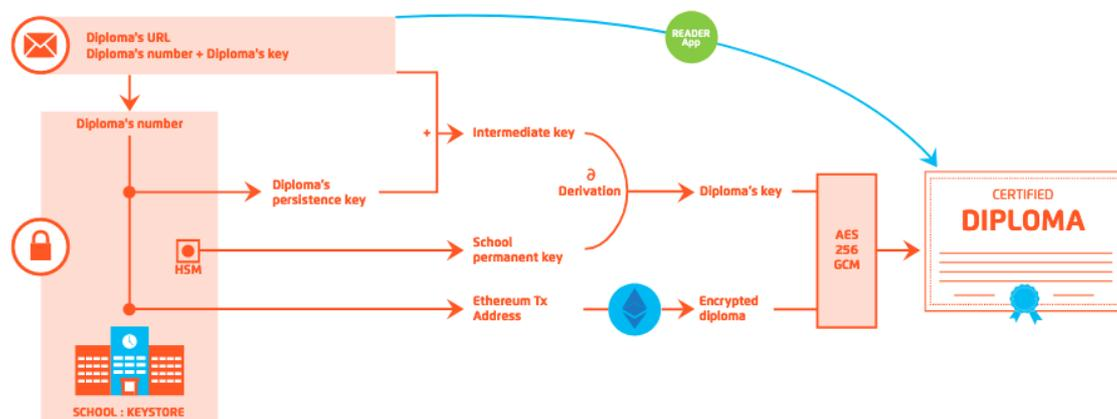 Diploma's URL
Diploma's number + Diploma's key
READER
App
Diploma's number
+
Intermediate key
Diploma's
persistence key
∂
Derivation
Diploma's key
School
permanent key
HSM
Ethereum Tx
Address
Encrypted
diploma
AES
256
GCM
CERTIFIED
DIPLOMA
SCHOOL : KEYSTORE